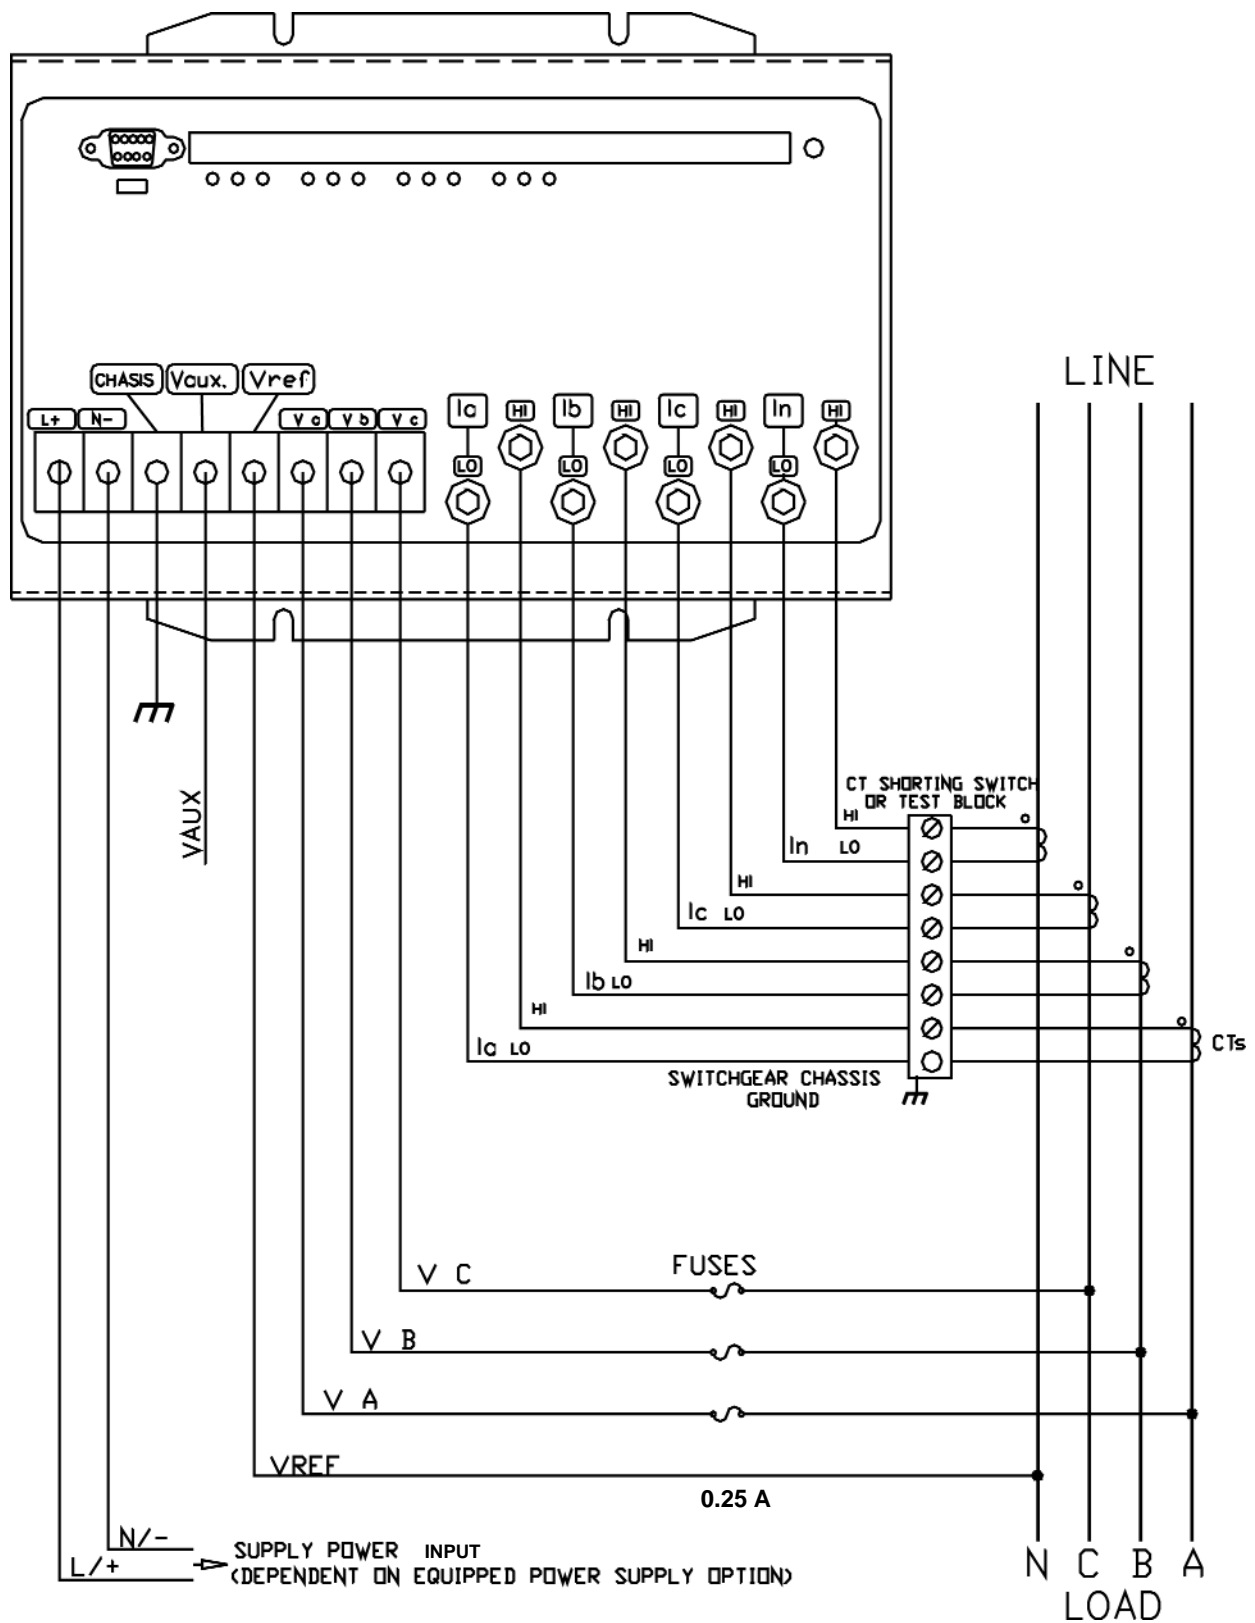 CHASIS Vaux. Vref
L+ N- Va Vb Vc
Ia HI Ib HI Ic HI In HI
LO LO LO LO
LINE
VAUX
CT SHORTING SWITCH
OR TEST BLOCK
HI
In LO
HI
Ic LO
HI
Ib LO
HI
Ia LO
CTs
SWITCHGEAR CHASSIS
GROUND
FUSES
V C
V B
V A
VREF
0.25 A
N/-
L/+
SUPPLY POWER INPUT
(DEPENDENT ON EQUIPPED POWER SUPPLY OPTION)
N C B A
LOAD